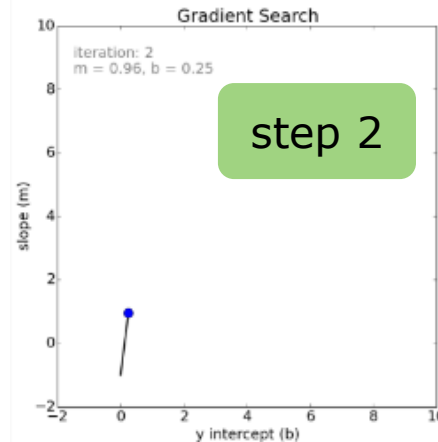 Gradient Search
10
iteration: 2
m = 0.96, b = 0.25
8
step 2
6
slope (m)
4
2
0
−2
−2 0 2 4 6 8 10
y intercept (b)